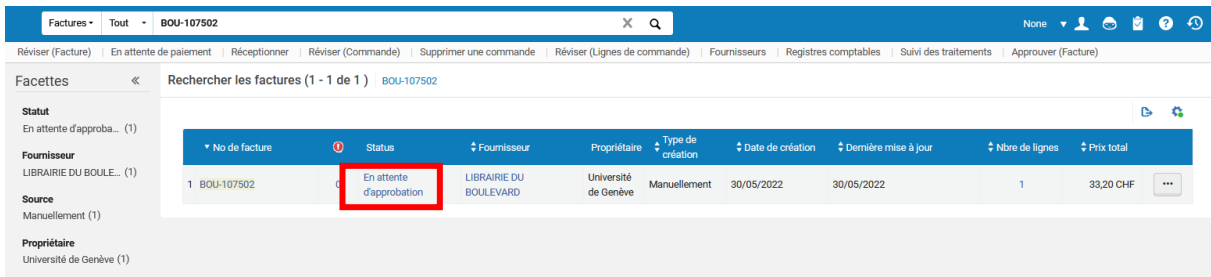 Factures Tout BOU-107502 None
Réviser (Facture) | En attente de paiement | Réceptionner | Réviser (Commande) | Supprimer une commande | Réviser (Lignes de commande) | Fournisseurs | Registres comptables | Suivi des traitements | Approuver (Facture)
Facettes
Rechercher les factures (1 - 1 de 1 ) BOU-107502
Statut
En attente d'approba... (1)
Fournisseur
LIBRAIRIE DU BOULE... (1)
Source
Manuellement (1)
Propriétaire
Université de Genève (1)
No de facture Status Fournisseur Propriétaire Type de création Date de création Dernière mise à jour Nbre de lignes Prix total
1 BOU-107502 0 En attente d'approbation LIBRAIRIE DU BOULEVARD Université de Genève Manuellement 30/05/2022 30/05/2022 1 33,20 CHF